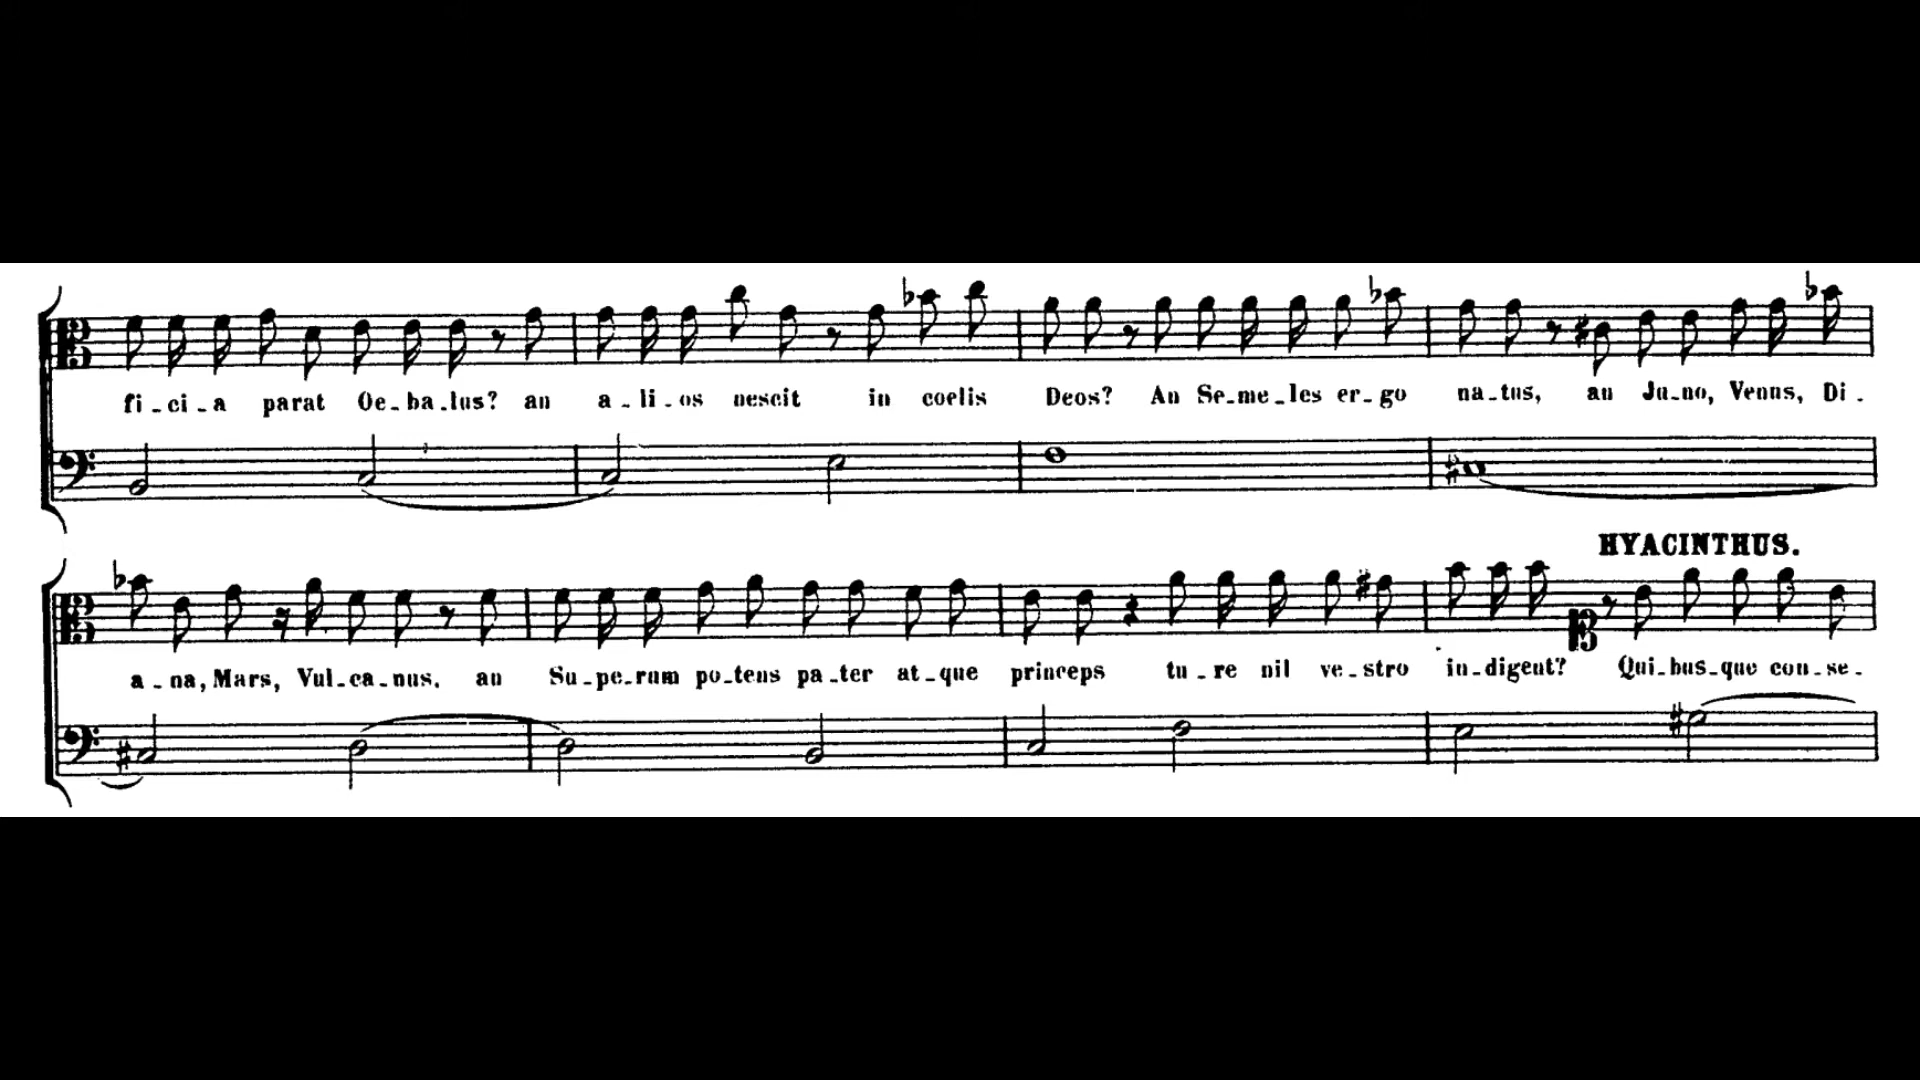 fi-ci-a parat Oe-ba-lus? an a-li-os nescit in coelis Deos? An Se-me-les er-go na-tus, an Ju-no, Venus, Di-
HYACINTHUS.
a-na, Mars, Vul-ca-nus, an Su-pe-rum po-tens pa-ter at-que princeps tu-re nil ve-stro in-digent? Qui-bus-que con-se-